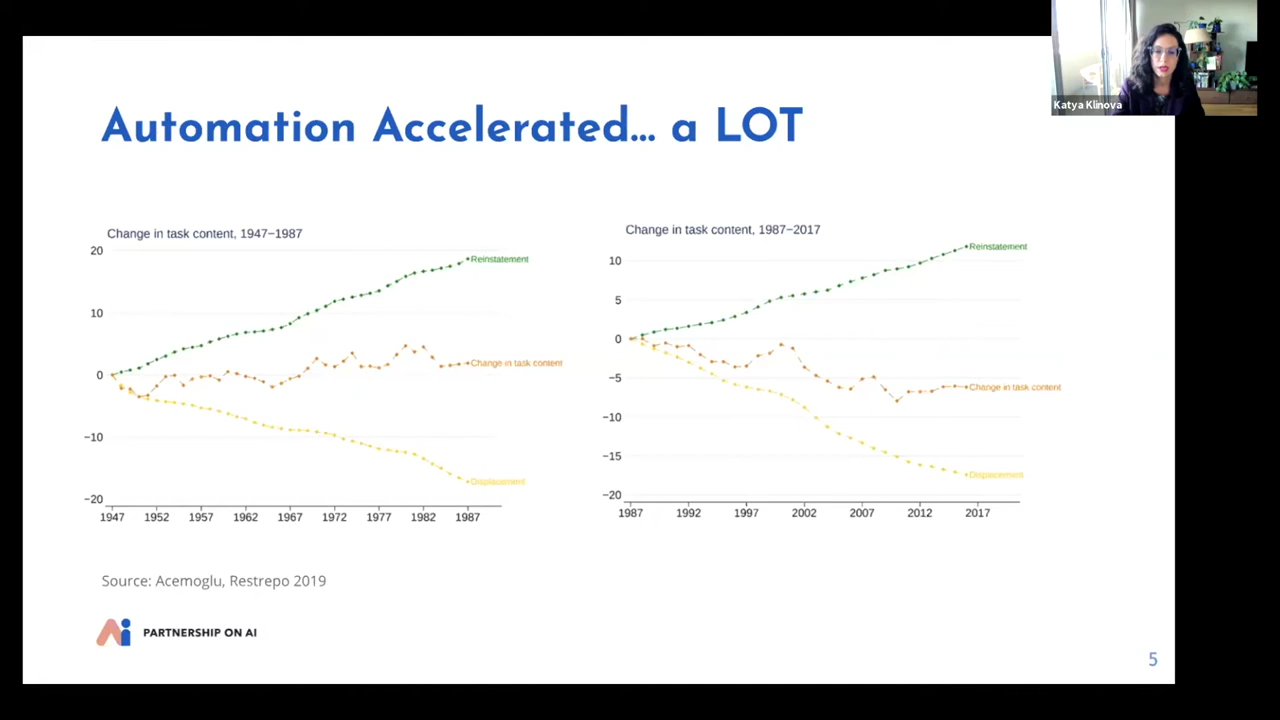 Katya Klinova
Automation Accelerated... a LOT
Change in task content, 1947−1987
20
10
0
−10
−20
1947
1952
1957
1962
1967
1972
1977
1982
1987
Reinstatement
Change in task content
Displacement
Change in task content, 1987−2017
10
5
0
−5
−10
−15
−20
1987
1992
1997
2002
2007
2012
2017
Reinstatement
Change in task content
Displacement
Source: Acemoglu, Restrepo 2019
PARTNERSHIP ON AI
5